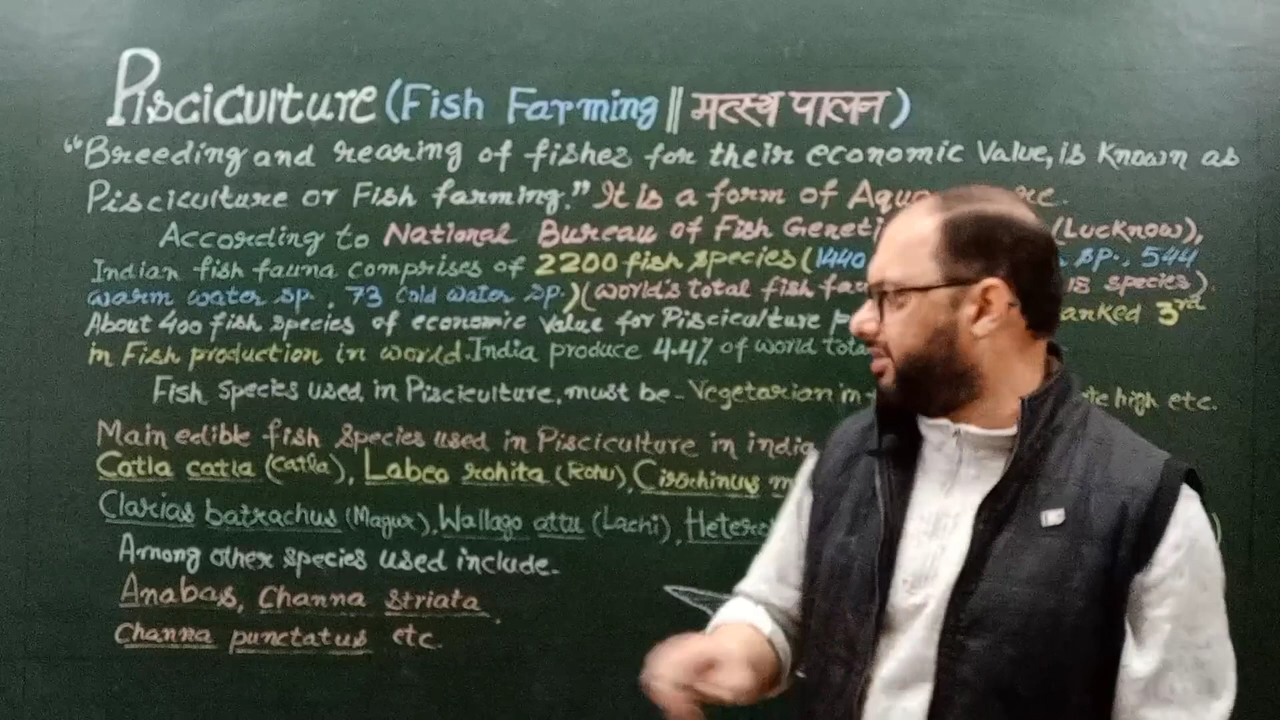 Pisciculture (Fish Farming || मत्स्य पालन)
"Breeding and rearing of fishes for their economic Value, is Known as
Pisciculture or Fish farming." It is a form of
According to National Bureau of Fish (Lucknow),
Indian fish fauna comprises of 2200 fish species (1440 sp., 544
warm water sp., 73 Cold water sp.) (world's total fish species)
About 400 fish species of economic Value for Pisciculture 3rd
in Fish production in world. India produce 4.4% of world
Fish species used in Pisciculture, must be - Vegetarian high etc.
Main edible fish species used in Pisciculture in india
Catla catla (Catla), Labeo rohita (Rohu),
Clarias batrachus (Magur), Wallago attu (Lachi),
Among other species used include-
Anabas, Channa striata,
Channa punctatus etc.